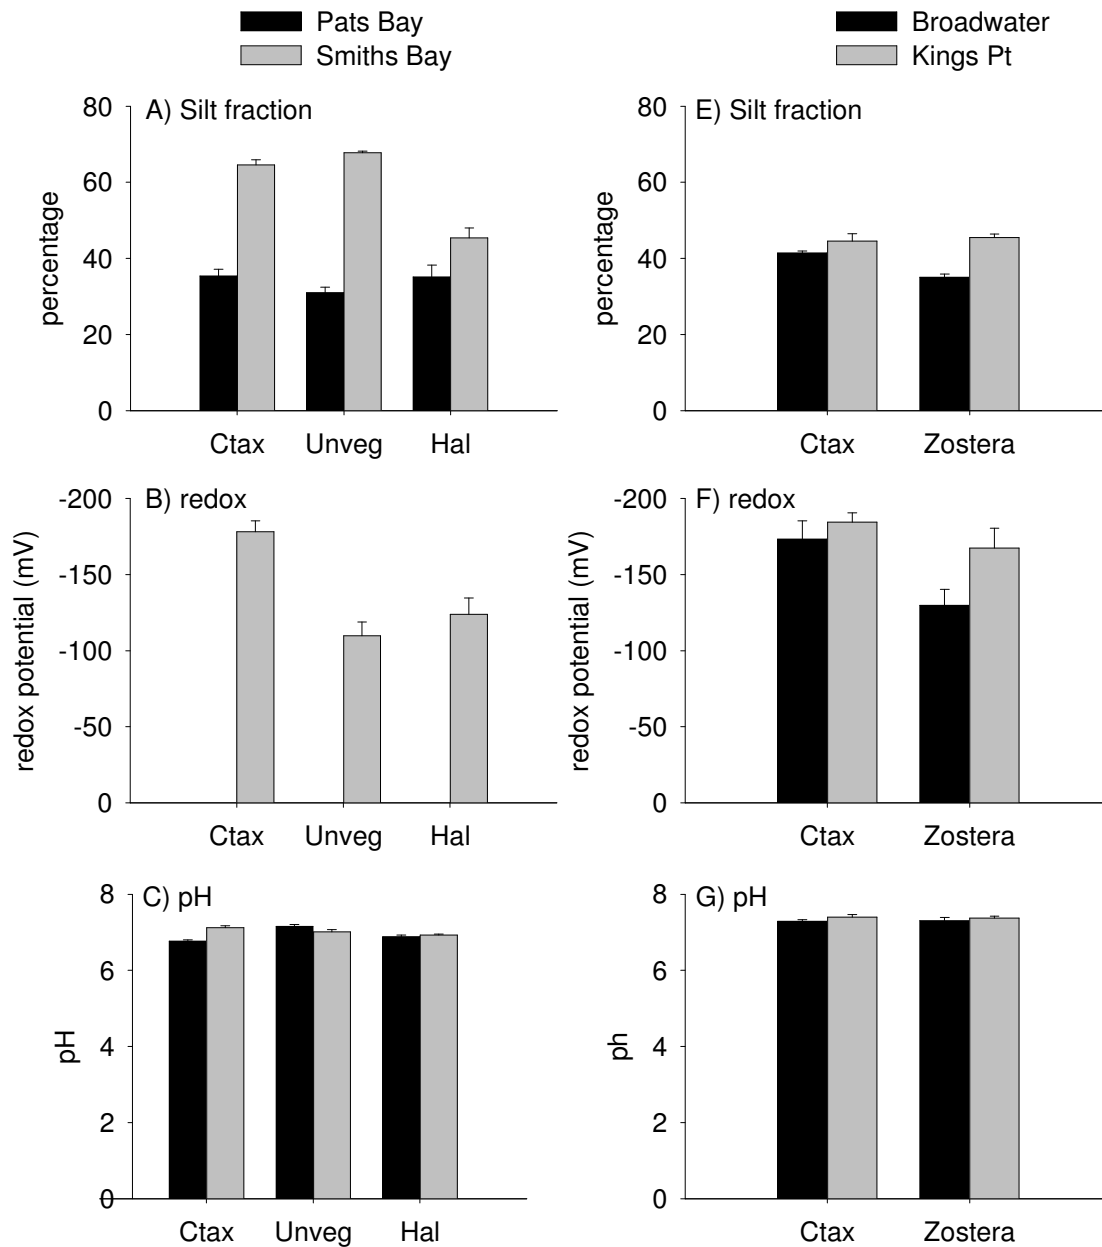 Pats Bay
Smiths Bay
Broadwater
Kings Pt
A) Silt fraction
percentage
80
60
40
20
0
Ctax Unveg Hal
E) Silt fraction
percentage
80
60
40
20
0
Ctax Zostera
B) redox
redox potential (mV)
-200
-150
-100
-50
0
Ctax Unveg Hal
F) redox
redox potential (mV)
-200
-150
-100
-50
0
Ctax Zostera
C) pH
pH
8
6
4
2
0
Ctax Unveg Hal
G) pH
ph
8
6
4
2
0
Ctax Zostera